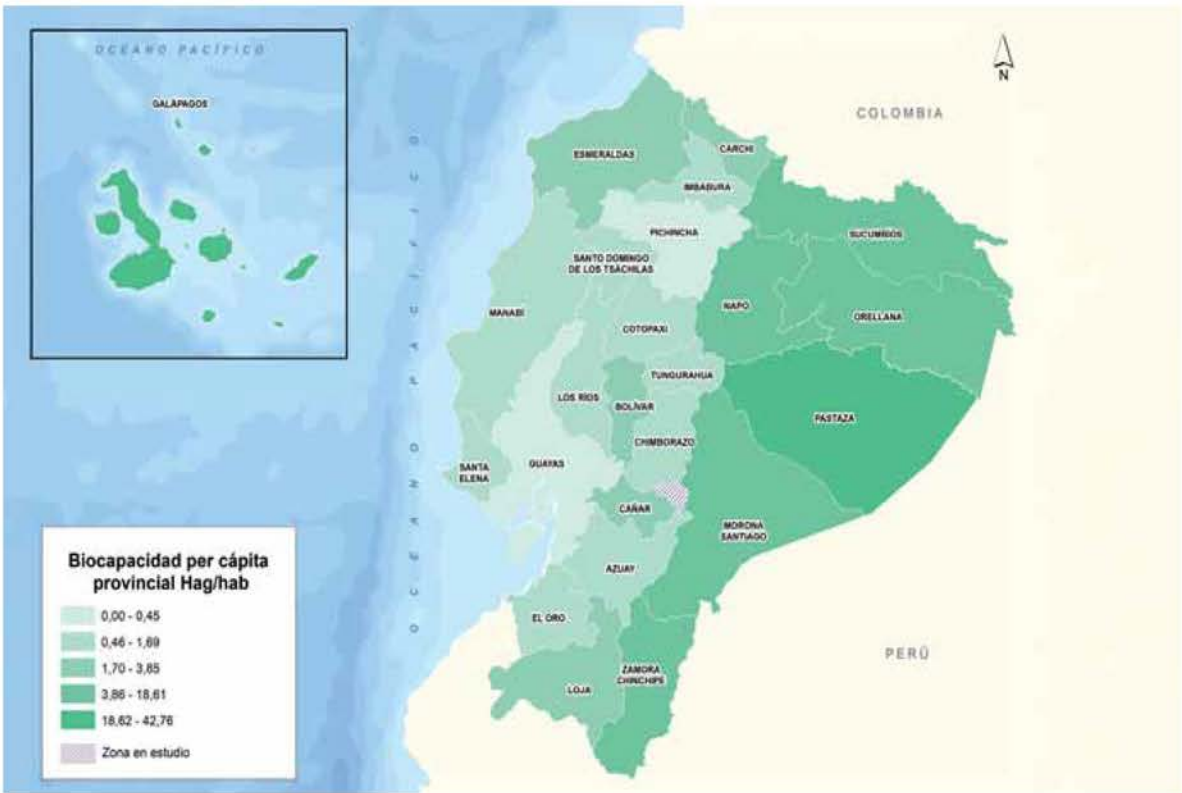 OCÉANO PACÍFICO
GALÁPAGOS
N
COLOMBIA
ESMERALDAS
CARCHI
IMBABURA
PICHINCHA
SUCUMBÍOS
SANTO DOMINGO
DE LOS TSÁCHILAS
NAPO
MANABÍ
COTOPAXI
ORELLANA
TUNGURAHUA
LOS RÍOS
BOLÍVAR
PASTAZA
CHIMBORAZO
GUAYAS
SANTA
ELENA
CAÑAR
MORONA
SANTIAGO
AZUAY
EL ORO
PERÚ
ZAMORA
CHINCHIPE
LOJA
OCEANO PACIFICO
Biocapacidad per cápita
provincial Hag/hab
0,00 - 0,45
0,46 - 1,69
1,70 - 3,85
3,86 - 18,61
18,62 - 42,76
Zona en estudio